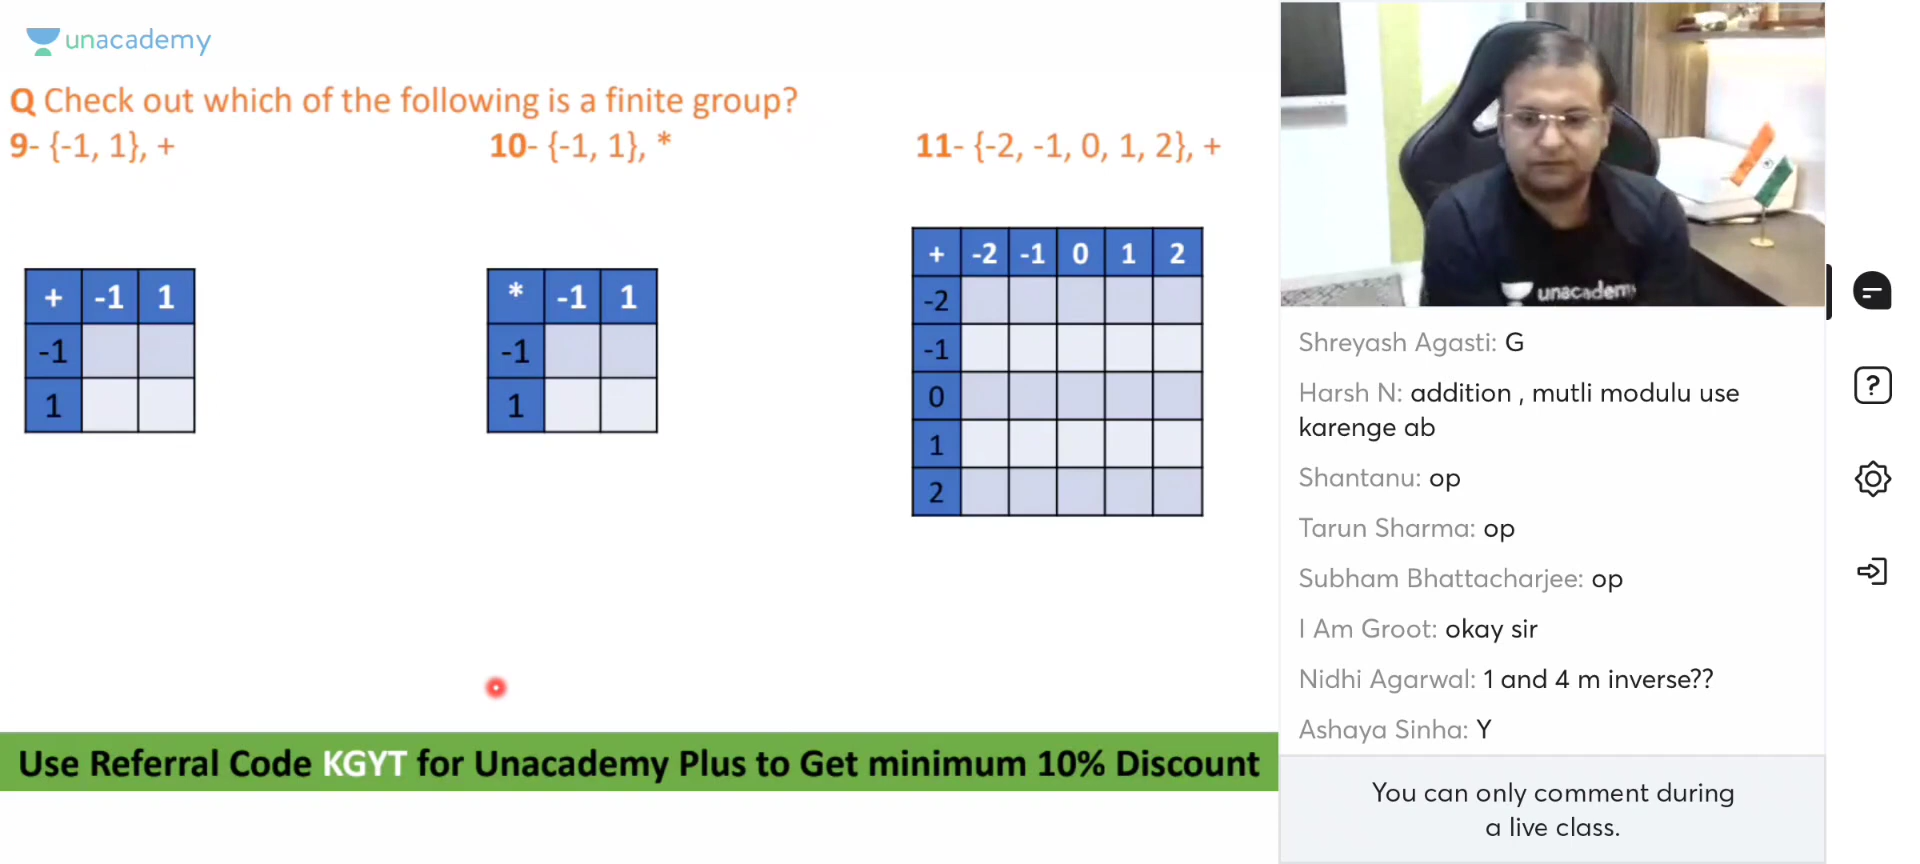 unacademy
Q Check out which of the following is a finite group?
9- {-1, 1}, +
10- {-1, 1}, *
11- {-2, -1, 0, 1, 2}, +
+ -1 1
-1
1
* -1 1
-1
1
+ -2 -1 0 1 2
-2
-1
0
1
2
Use Referral Code KGYT for Unacademy Plus to Get minimum 10% Discount
unacademy
Shreyash Agasti: G
Harsh N: addition , mutli modulu use
karenge ab
Shantanu: op
Tarun Sharma: op
Subham Bhattacharjee: op
I Am Groot: okay sir
Nidhi Agarwal: 1 and 4 m inverse??
Ashaya Sinha: Y
You can only comment during
a live class.
?